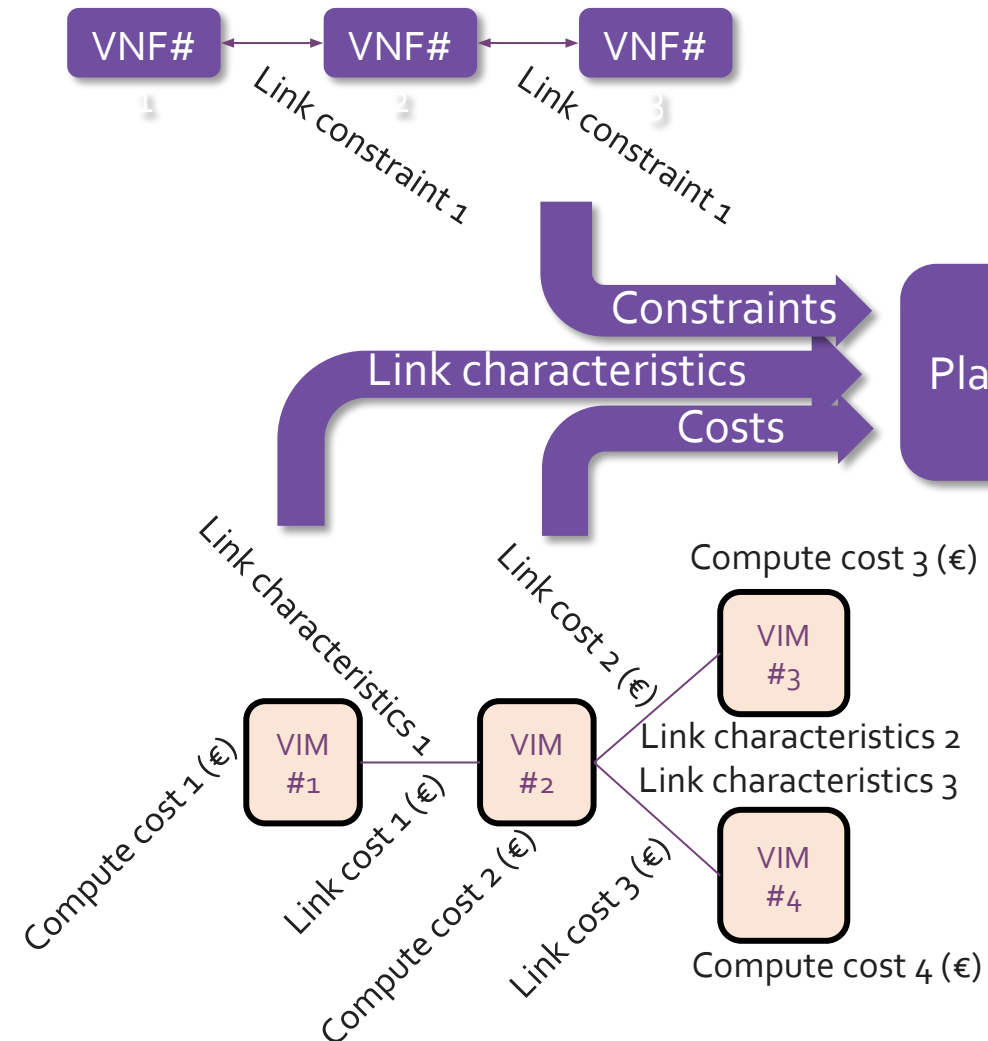 VNF#
1
VNF#
2
VNF#
3
Link constraint 1
Link constraint 1
Constraints
Link characteristics
Costs
Pla
Link characteristics 1
Link cost 2 (€)
Compute cost 3 (€)
VIM
#3
VIM
#1
VIM
#2
Link characteristics 2
Link characteristics 3
Compute cost 1 (€)
Link cost 1 (€)
Compute cost 2 (€)
Link cost 3 (€)
VIM
#4
Compute cost 4 (€)